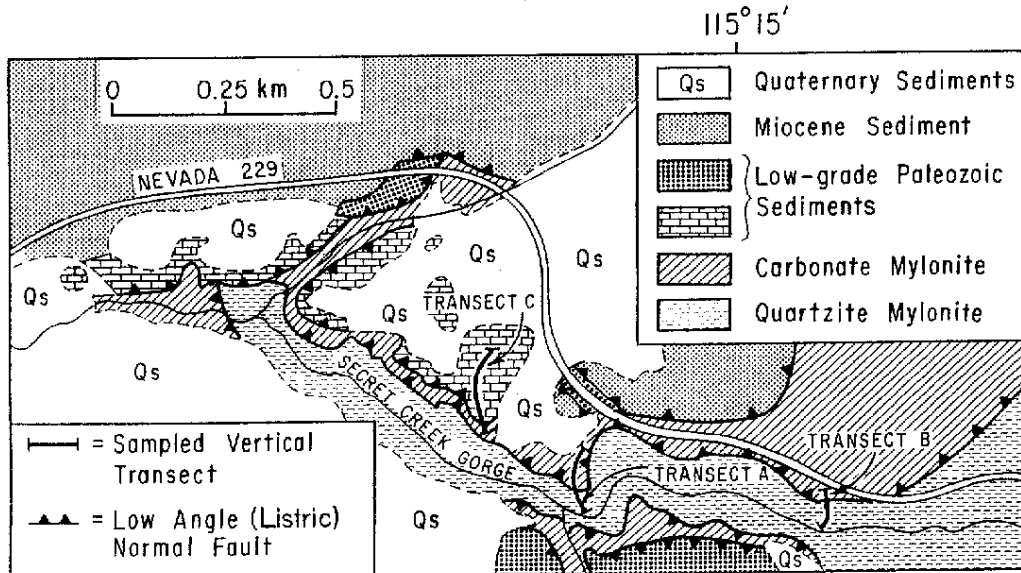 115° 15'
0 0.25 km 0.5
Qs Quaternary Sediments
Miocene Sediment
Low-grade Paleozoic
Sediments
Carbonate Mylonite
Quartzite Mylonite
NEVADA 229
Qs
Qs
Qs
Qs
Qs
TRANSECT C
Qs
Qs
Qs
SECRET CREEK
GORGE
TRANSECT B
TRANSECT A
= Sampled Vertical
Transect
= Low Angle (Listric)
Normal Fault
Qs
Qs